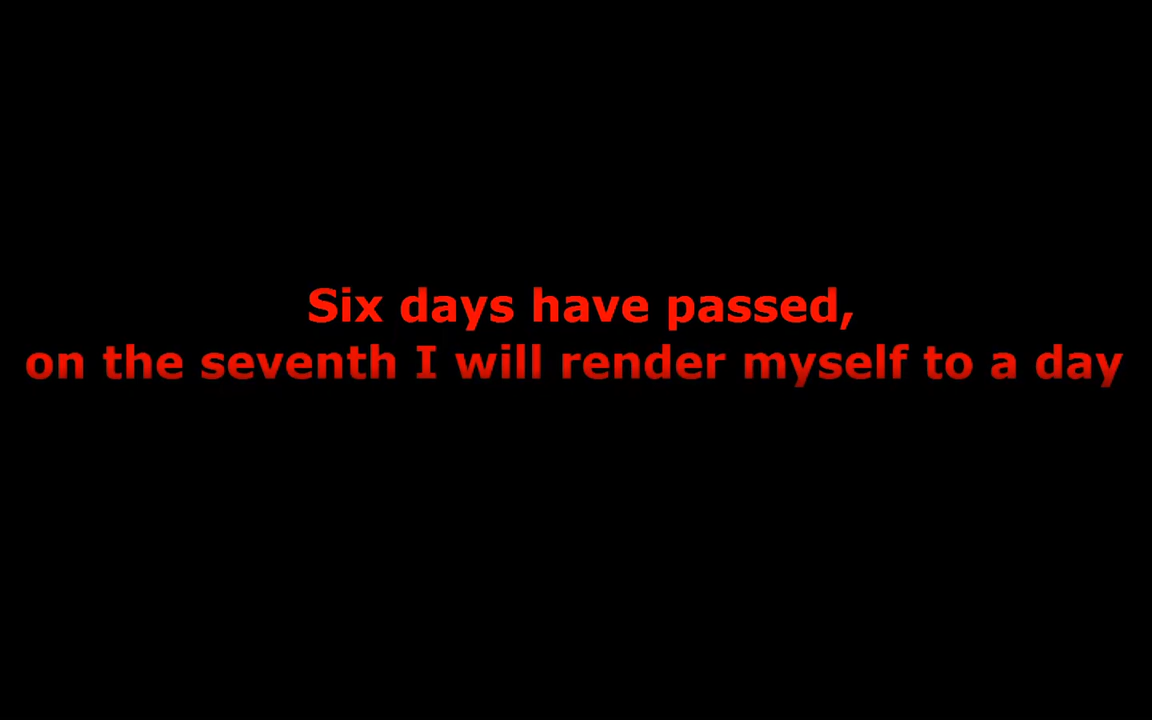 Six days have passed,
on the seventh I will render myself to a day